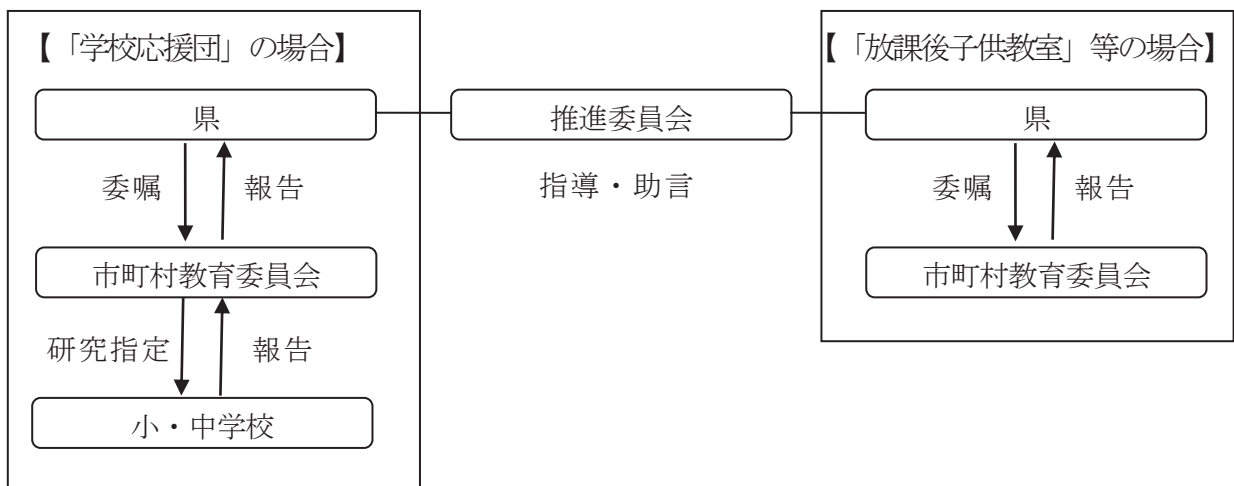 【「学校応援団」の場合】
県
委嘱 報告
市町村教育委員会
研究指定 報告
小・中学校
推進委員会
指導・助言
【「放課後子供教室」等の場合】
県
委嘱 報告
市町村教育委員会